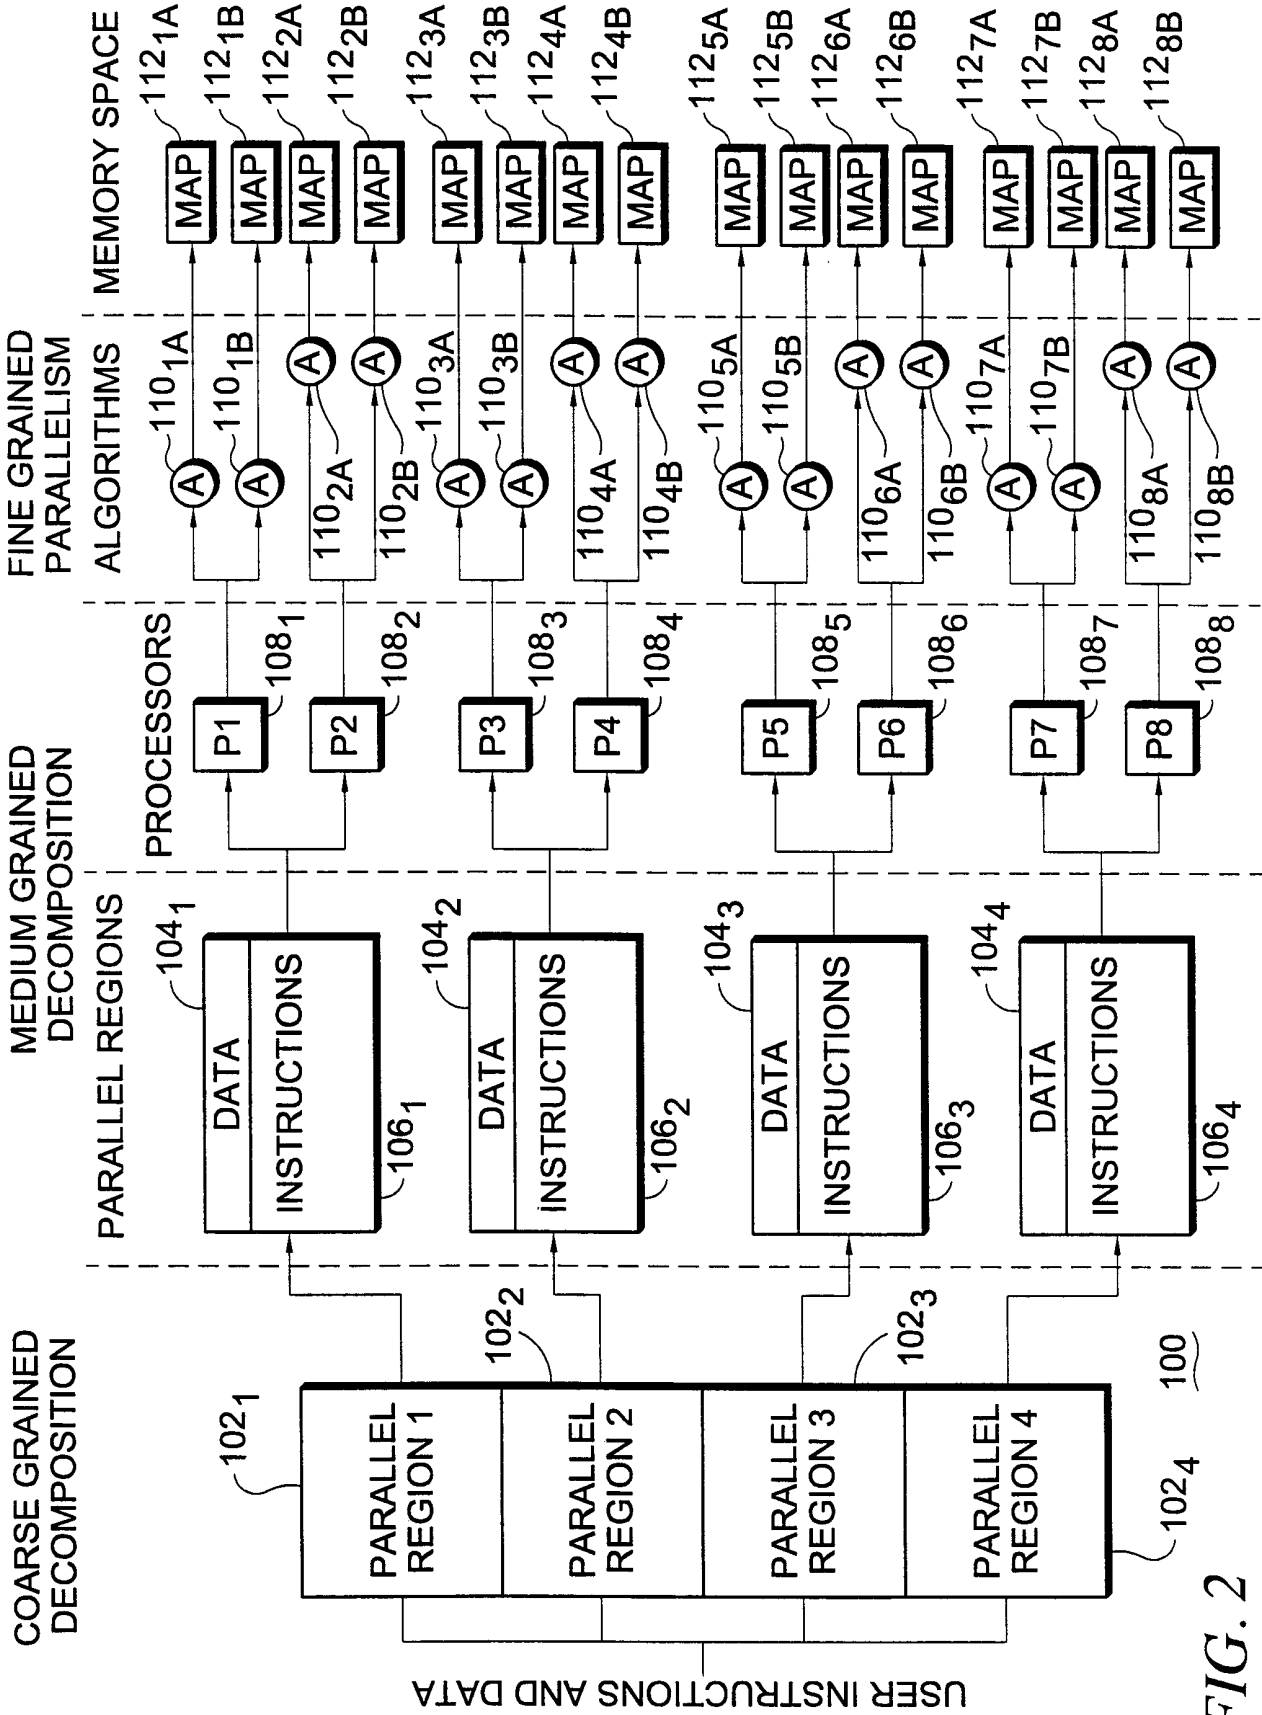 COARSE GRAINED
DECOMPOSITION
MEDIUM GRAINED
DECOMPOSITION
FINE GRAINED
PARALLELISM
PARALLEL REGIONS
PROCESSORS
ALGORITHMS
MEMORY SPACE
USER INSTRUCTIONS AND DATA
102₁
PARALLEL
REGION 1
102₂
PARALLEL
REGION 2
102₃
PARALLEL
REGION 3
102₄
PARALLEL
REGION 4
104₁
DATA
INSTRUCTIONS
106₁
104₂
DATA
INSTRUCTIONS
106₂
104₃
DATA
INSTRUCTIONS
106₃
104₄
DATA
INSTRUCTIONS
106₄
P1
108₁
P2
108₂
P3
108₃
P4
108₄
P5
108₅
P6
108₆
P7
108₇
P8
108₈
110₁A
A
110₁B
A
110₂A
A
110₂B
A
110₃A
A
110₃B
A
110₄A
A
110₄B
A
110₅A
A
110₅B
A
110₆A
A
110₆B
A
110₇A
A
110₇B
A
110₈A
A
110₈B
A
MAP
112₁A
MAP
112₁B
MAP
112₂A
MAP
112₂B
MAP
112₃A
MAP
112₃B
MAP
112₄A
MAP
112₄B
MAP
112₅A
MAP
112₅B
MAP
112₆A
MAP
112₆B
MAP
112₇A
MAP
112₇B
MAP
112₈A
MAP
112₈B
100
FIG. 2